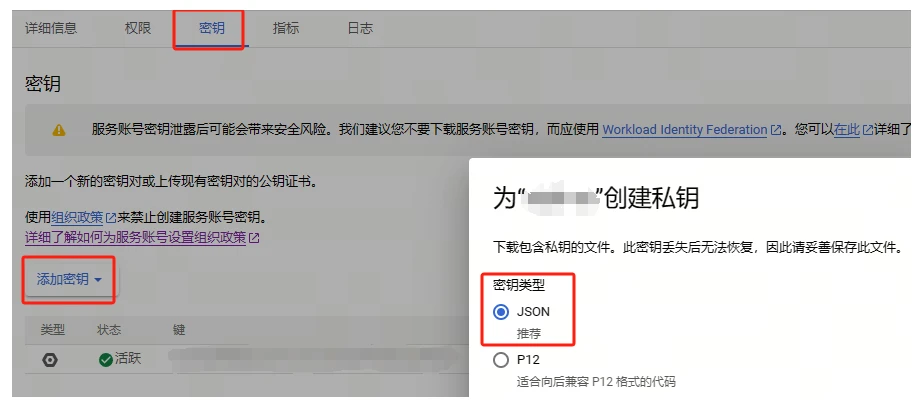 详细信息 权限 密钥 指标 日志
密钥
服务账号密钥泄露后可能会带来安全风险。我们建议您不要下载服务账号密钥，而应使用 Workload Identity Federation。您可以在此详细了
添加一个新的密钥对或上传现有密钥对的公钥证书。
使用组织政策来禁止创建服务账号密钥。
详细了解如何为服务账号设置组织政策
添加密钥
类型 状态 键
活跃
为“ ”创建私钥
下载包含私钥的文件。此密钥丢失后无法恢复，因此请妥善保存此文件。
密钥类型
JSON
推荐
P12
适合向后兼容 P12 格式的代码